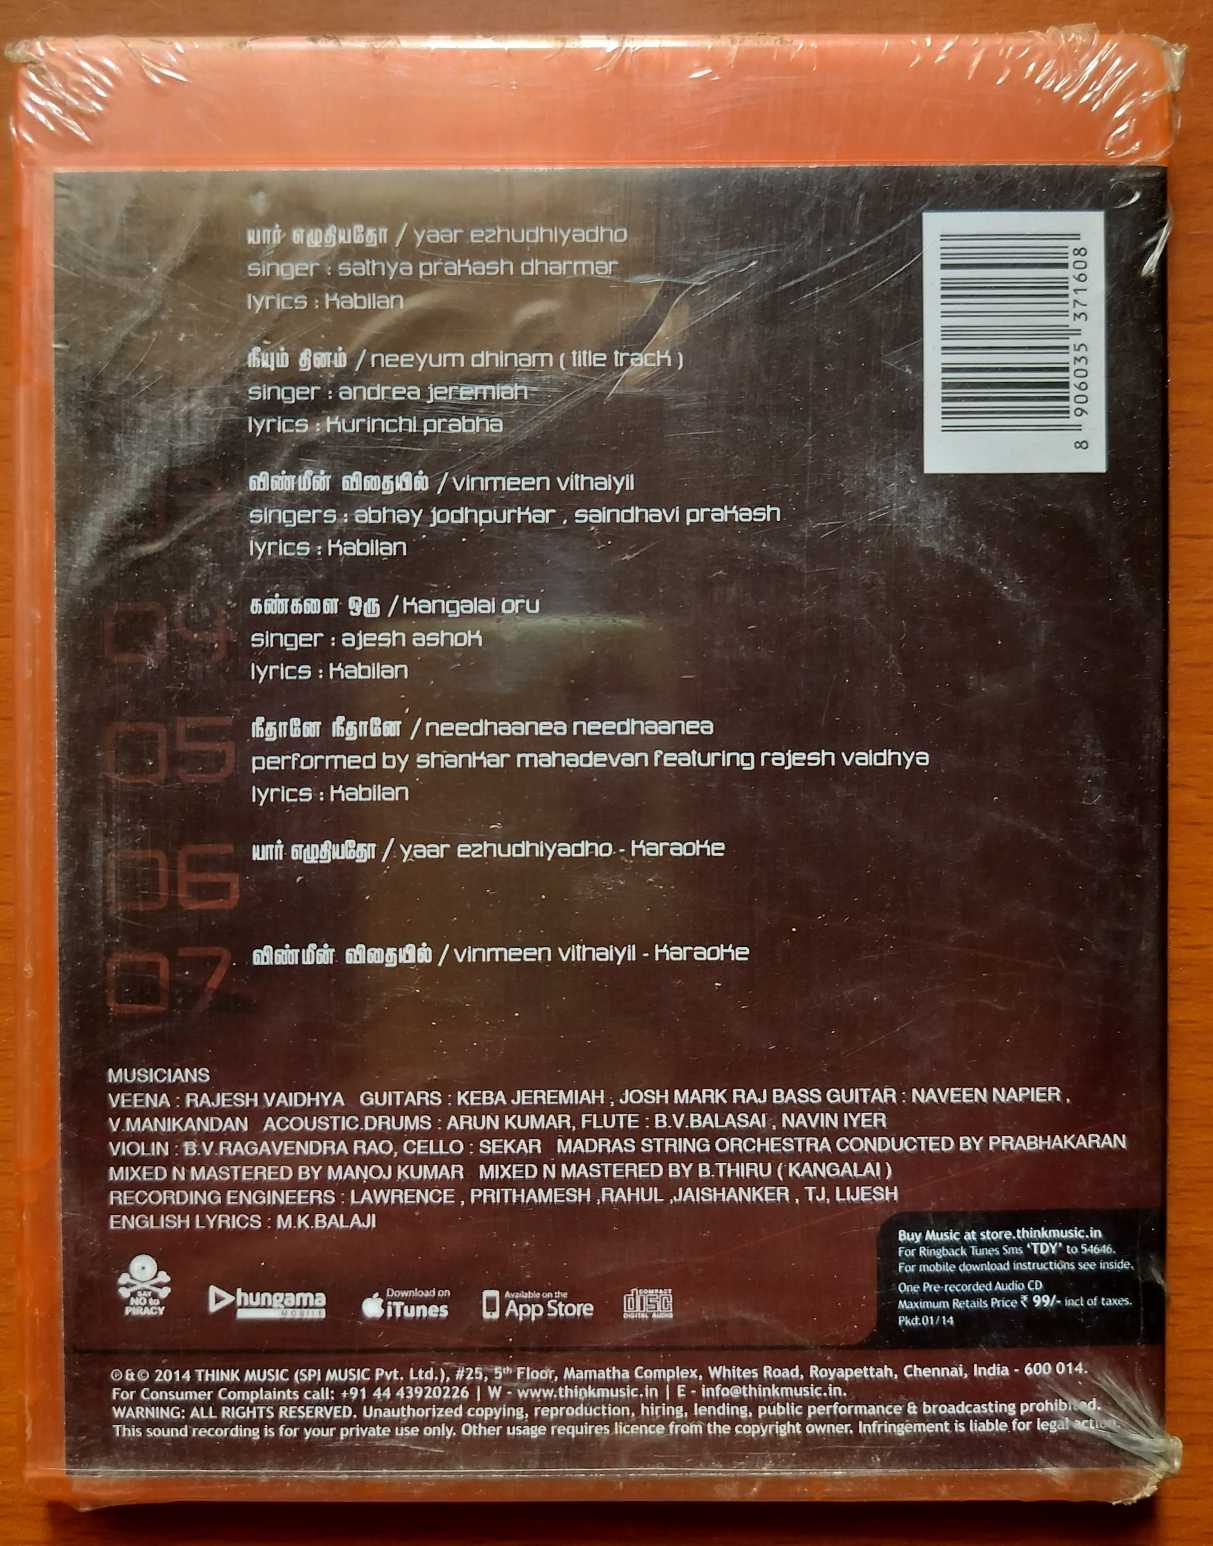 யார் எழுதியதோ / yaar ezhudhiyadho
singer : sathya prakash dharmar
lyrics : kabilan
நீயும் தினம் / neeyum dhinam ( title track )
singer : andrea jeremiah
lyrics : kurinchi prabha
விண்மீன் விதையில் / vinmeen vithaiyil
singers : abhay jodhpurkar , saindhavi prakash
lyrics : kabilan
04
கண்களை ஒரு / kangalai oru
singer : ajesh ashok
lyrics : kabilan
05
நீதானே நீதானே / needhaanea needhaanea
performed by shankar mahadevan featuring rajesh vaidhya
lyrics : kabilan
06
யார் எழுதியதோ / yaar ezhudhiyadho - karaoke
07
விண்மீன் விதையில் / vinmeen vithaiyil - karaoke
8 906035 371608
MUSICIANS
VEENA : RAJESH VAIDHYA GUITARS : KEBA JEREMIAH , JOSH MARK RAJ BASS GUITAR : NAVEEN NAPIER ,
V.MANIKANDAN ACOUSTIC.DRUMS : ARUN KUMAR, FLUTE : B.V.BALASAI , NAVIN IYER
VIOLIN : B.V.RAGAVENDRA RAO, CELLO : SEKAR MADRAS STRING ORCHESTRA CONDUCTED BY PRABHAKARAN
MIXED N MASTERED BY MANOJ KUMAR MIXED N MASTERED BY B.THIRU ( KANGALAI )
RECORDING ENGINEERS : LAWRENCE , PRITHAMESH ,RAHUL ,JAISHANKER , TJ, LIJESH
ENGLISH LYRICS : M.K.BALAJI
Buy Music at store.thinkmusic.in
For Ringback Tunes Sms 'TDY' to 54646.
For mobile download instructions see inside.
One Pre-recorded Audio CD
Maximum Retails Price ₹ 99/- incl of taxes.
Pkd:01/14
SAY
NO to
PIRACY
hungama
MOBILE
Download on
iTunes
Available on the
App Store
COMPACT
disc
DIGITAL AUDIO
℗&© 2014 THINK MUSIC (SPI MUSIC Pvt. Ltd.), #25, 5th Floor, Mamatha Complex, Whites Road, Royapettah, Chennai, India - 600 014.
For Consumer Complaints call: +91 44 43920226 | W - www.thinkmusic.in | E - info@thinkmusic.in.
WARNING: ALL RIGHTS RESERVED. Unauthorized copying, reproduction, hiring, lending, public performance & broadcasting prohibited.
This sound recording is for your private use only. Other usage requires licence from the copyright owner. Infringement is liable for legal action.